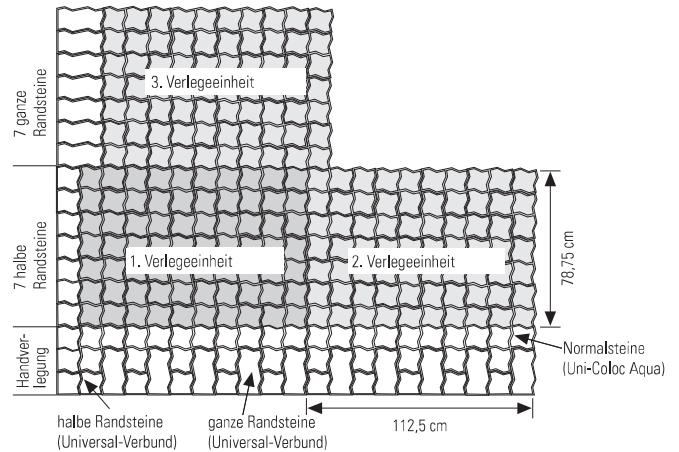 7 ganze
Randsteine
3. Verlegeeinheit
7 halbe
Randsteine
1. Verlegeeinheit
2. Verlegeeinheit
78,75 cm
Handver-
legung
Normalsteine
(Uni-Coloc Aqua)
halbe Randsteine
(Universal-Verbund)
ganze Randsteine
(Universal-Verbund)
112,5 cm